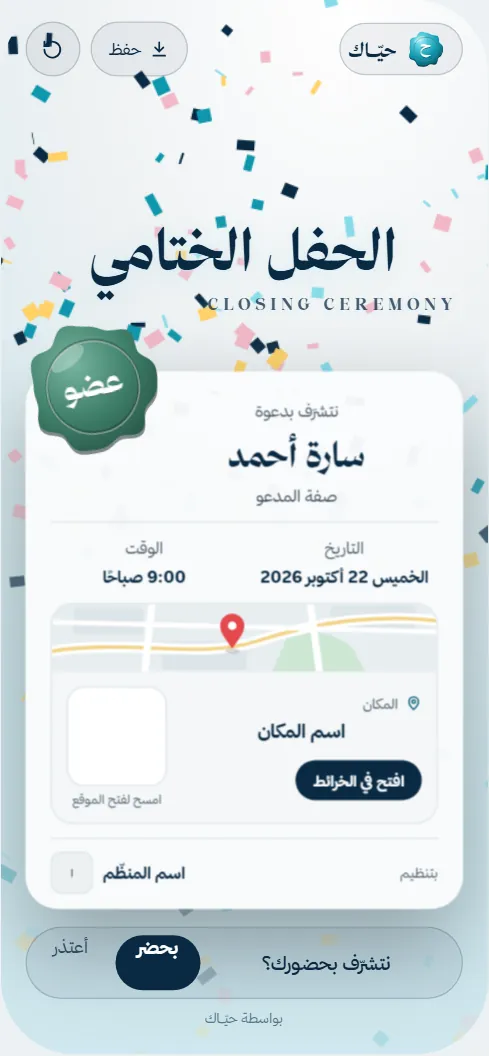 حيّاك
ح
حفظ
الحفل الختامي
CLOSING CEREMONY
عضو
نتشرّف بدعوة
سارة أحمد
صفة المدعو
التاريخ
الوقت
الخميس 22 أكتوبر 2026
9:00 صباحًا
المكان
اسم المكان
افتح في الخرائط
امسح لفتح الموقع
بتنظيم
اسم المنظّم
ا
نتشرّف بحضورك؟
بحضر
أعتذر
بواسطة حيّاك